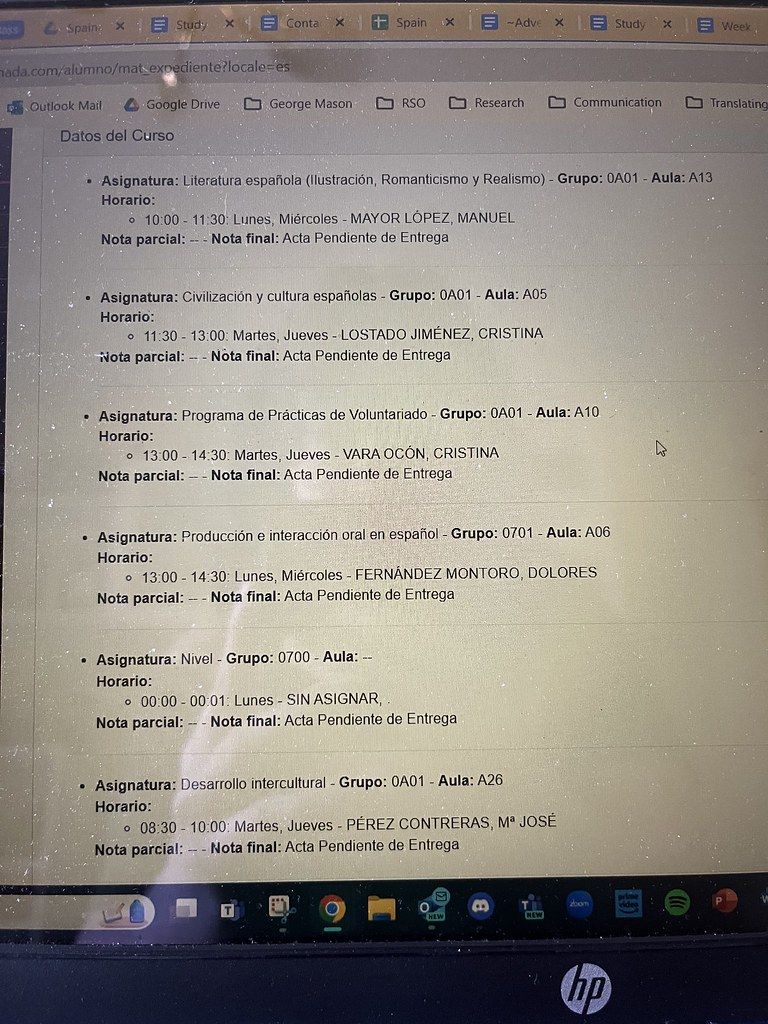 Spain
Study
Conta
Spain
~Adv
Study
Week
nada.com/alumno/mat_expediente?locale=es
Outlook Mail
Google Drive
George Mason
RSO
Research
Communication
Translating
Datos del Curso
Asignatura: Literatura española (Ilustración, Romanticismo y Realismo) - Grupo: 0A01 - Aula: A13
Horario:
10:00 - 11:30: Lunes, Miércoles - MAYOR LÓPEZ, MANUEL
Nota parcial: -- - Nota final: Acta Pendiente de Entrega
Asignatura: Civilización y cultura españolas - Grupo: 0A01 - Aula: A05
Horario:
11:30 - 13:00: Martes, Jueves - LOSTADO JIMÉNEZ, CRISTINA
Nota parcial: -- - Nota final: Acta Pendiente de Entrega
Asignatura: Programa de Prácticas de Voluntariado - Grupo: 0A01 - Aula: A10
Horario:
13:00 - 14:30: Martes, Jueves - VARA OCÓN, CRISTINA
Nota parcial: -- - Nota final: Acta Pendiente de Entrega
Asignatura: Producción e interacción oral en español - Grupo: 0701 - Aula: A06
Horario:
13:00 - 14:30: Lunes, Miércoles - FERNÁNDEZ MONTORO, DOLORES
Nota parcial: -- - Nota final: Acta Pendiente de Entrega
Asignatura: Nivel - Grupo: 0700 - Aula: --
Horario:
00:00 - 00:01: Lunes - SIN ASIGNAR, .
Nota parcial: -- - Nota final: Acta Pendiente de Entrega
Asignatura: Desarrollo intercultural - Grupo: 0A01 - Aula: A26
Horario:
08:30 - 10:00: Martes, Jueves - PÉREZ CONTRERAS, Mª JOSÉ
Nota parcial: -- - Nota final: Acta Pendiente de Entrega
T
NEW
NEW
zoom
prime video
P
hp